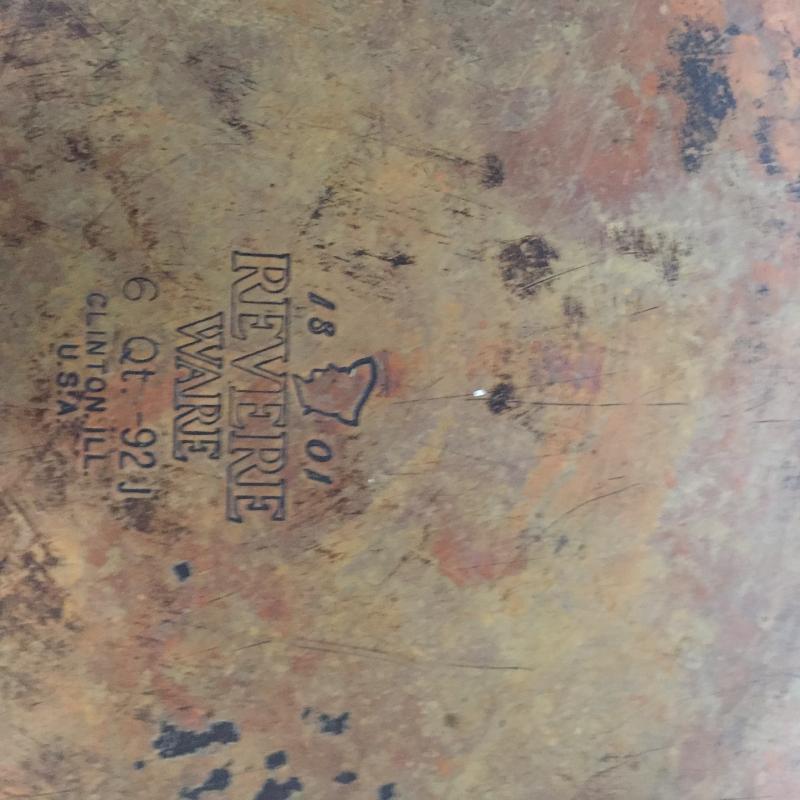 18 01
REVERE
WARE
6 Qt. -92 j
CLINTON, ILL.
U.S.A.